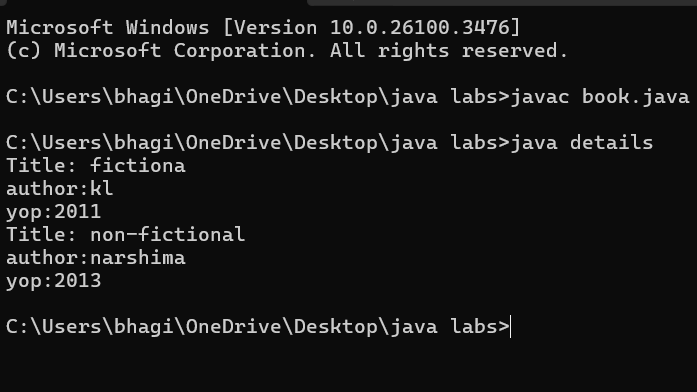 Microsoft Windows [Version 10.0.26100.3476]
(c) Microsoft Corporation. All rights reserved.
C:\Users\bhagi\OneDrive\Desktop\java labs>javac book.java
C:\Users\bhagi\OneDrive\Desktop\java labs>java details
Title: fictiona
author:kl
yop:2011
Title: non-fictional
author:narshima
yop:2013
C:\Users\bhagi\OneDrive\Desktop\java labs>